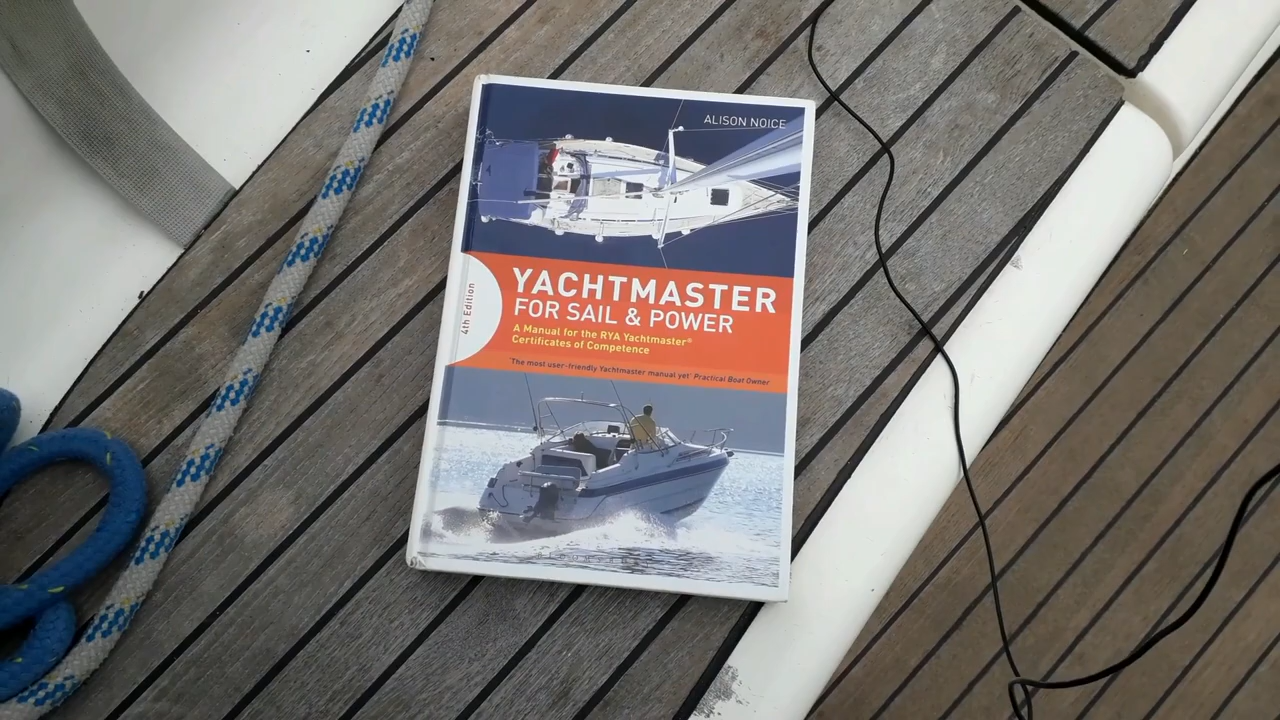 ALISON NOICE
4th Edition
YACHTMASTER
FOR SAIL & POWER
A Manual for the RYA Yachtmaster®
Certificates of Competence
'The most user-friendly Yachtmaster manual yet' Practical Boat Owner